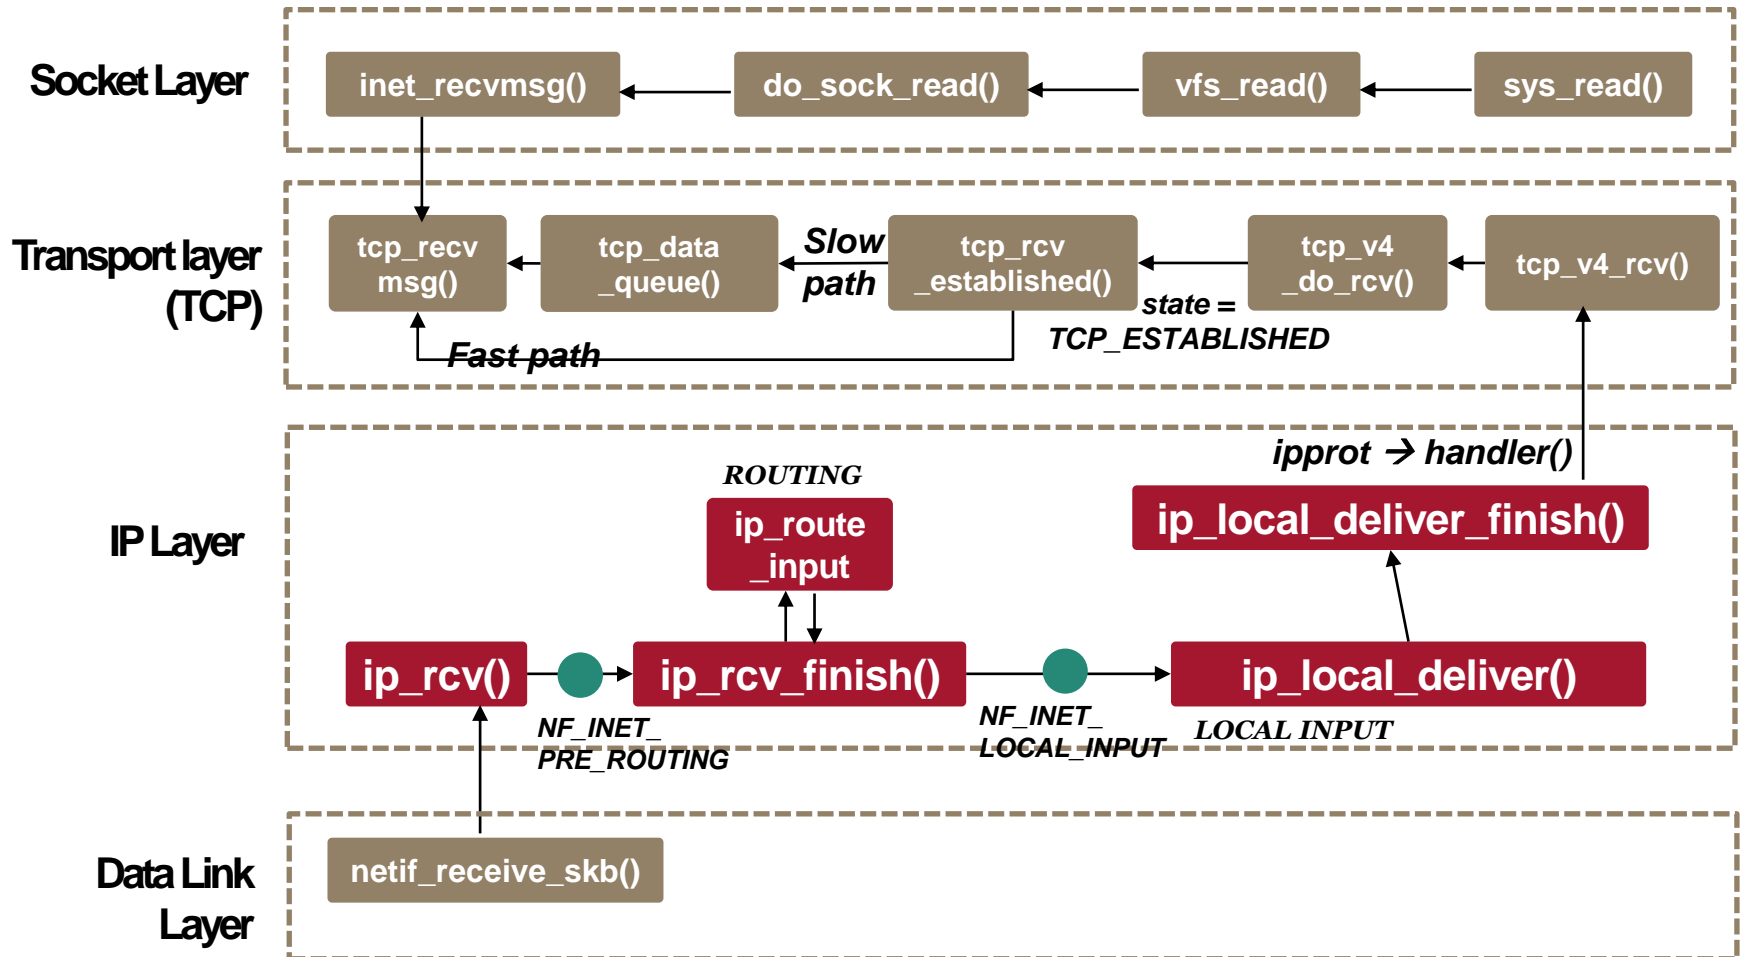 Socket Layer
inet_recvmsg()
do_sock_read()
vfs_read()
sys_read()
Transport layer
(TCP)
tcp_recv
msg()
tcp_data
_queue()
Slow
path
tcp_rcv
_established()
state =
TCP_ESTABLISHED
tcp_v4
_do_rcv()
tcp_v4_rcv()
Fast path
IP Layer
ROUTING
ip_route
_input
ipprot → handler()
ip_local_deliver_finish()
ip_rcv()
NF_INET_
PRE_ROUTING
ip_rcv_finish()
NF_INET_
LOCAL_INPUT
ip_local_deliver()
LOCAL INPUT
Data Link
Layer
netif_receive_skb()